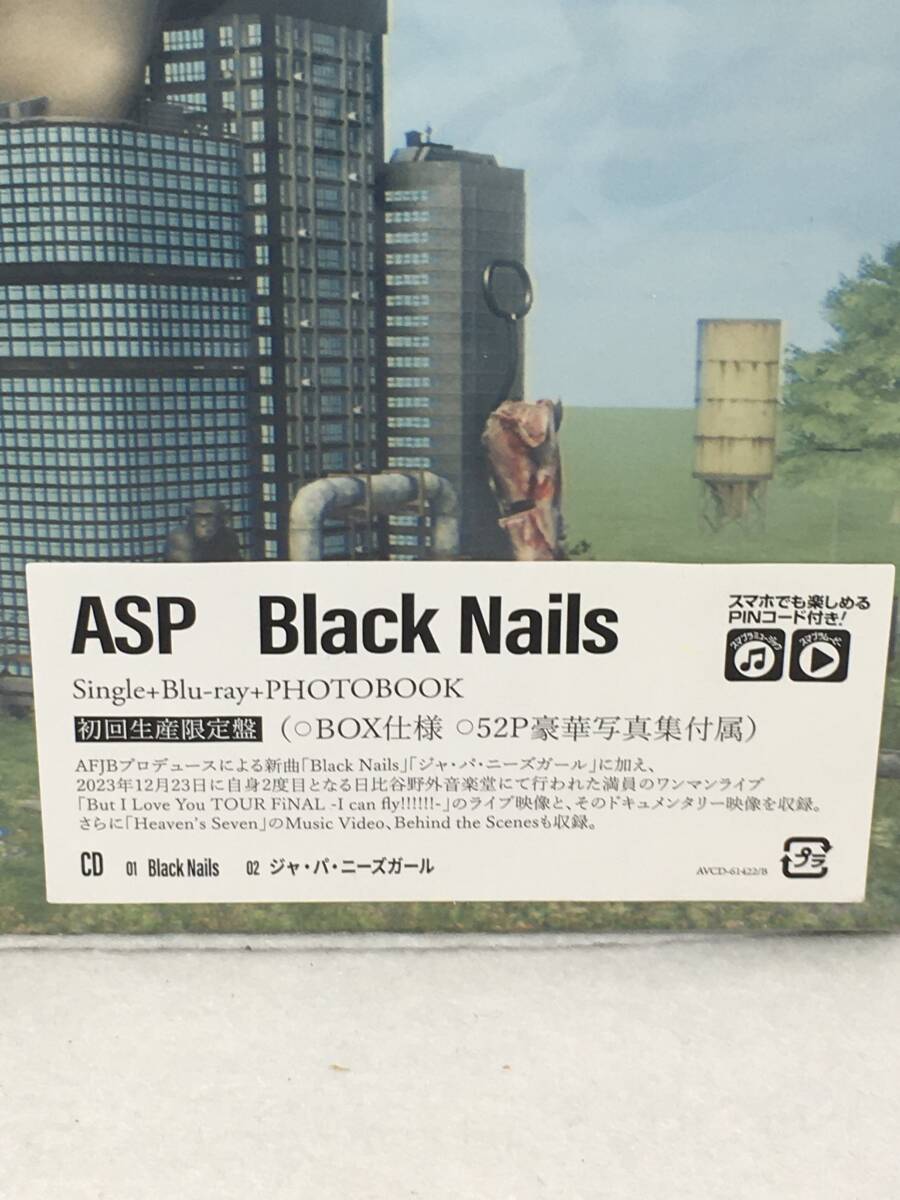 ASP Black Nails
スマホでも楽しめる
PINコード付き!
スマプラミュージック
スマプラムービー
Single+Blu-ray+PHOTOBOOK
初回生産限定盤 (○BOX仕様 ○52P豪華写真集付属)
AFJBプロデュースによる新曲「Black Nails」「ジャ・パ・ニーズガール」に加え、
2023年12月23日に自身2度目となる日比谷野外音楽堂にて行われた満員のワンマンライブ
「But I Love You TOUR FiNAL -I can fly!!!!!!-」のライブ映像と、そのドキュメンタリー映像を収録。
さらに「Heaven's Seven」のMusic Video、Behind the Scenesも収録。
CD 01 Black Nails 02 ジャ・パ・ニーズガール
AVCD-61422/B
プラ